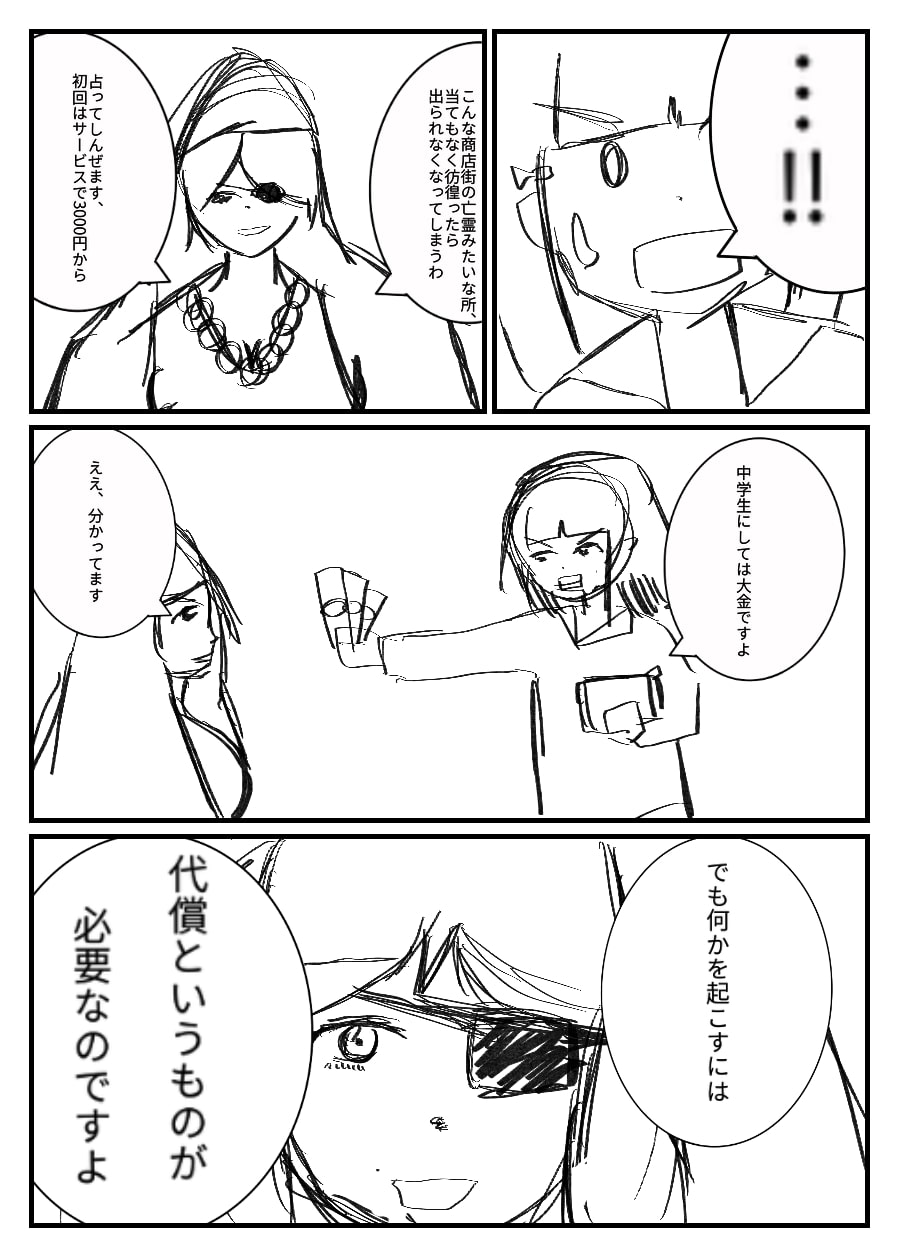 …!!
こんな商店街の亡霊みたいな所、
当てもなく彷徨ったら
出られなくなってしまうわ
占ってしんぜます、
初回はサービスで3000円から
中学生にしては大金ですよ
ええ、分かってます
でも何かを起こすには
代償というものが
必要なのですよ